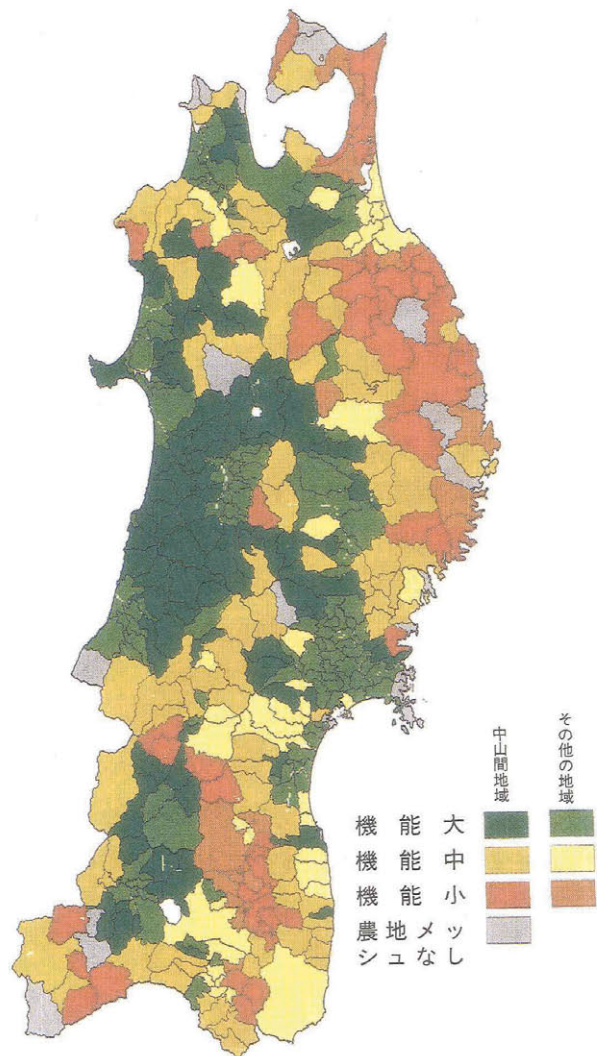 中山間地域
その他の地域
機能大
機能中
機能小
農地メッ
シュなし